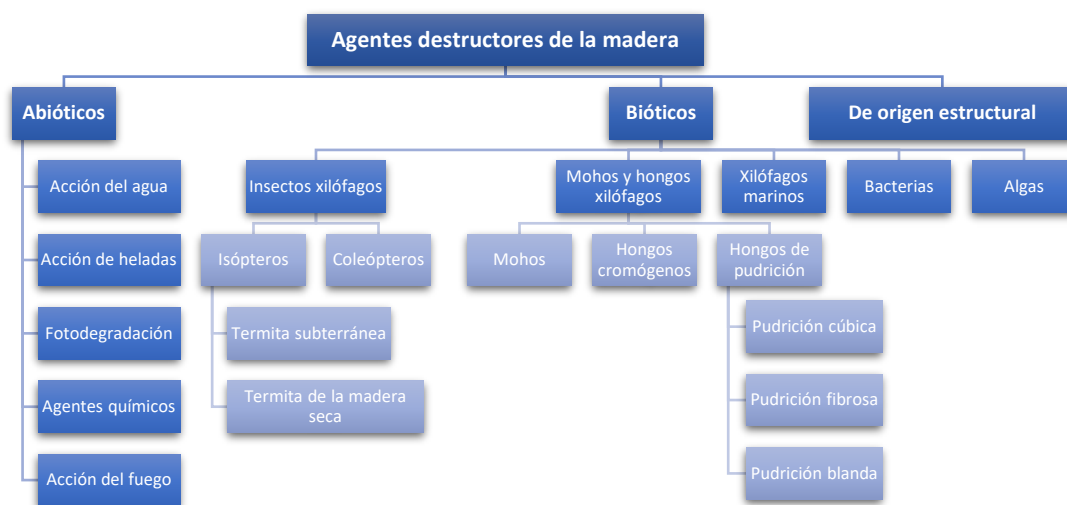 Agentes destructores de la madera
Abióticos
Bióticos
De origen estructural
Acción del agua
Acción de heladas
Fotodegradación
Agentes químicos
Acción del fuego
Insectos xilófagos
Mohos y hongos
xilófagos
Xilófagos
marinos
Bacterias
Algas
Isópteros
Coleópteros
Mohos
Hongos
cromógenos
Hongos de
pudrición
Termita subterránea
Termita de la madera
seca
Pudrición cúbica
Pudrición fibrosa
Pudrición blanda